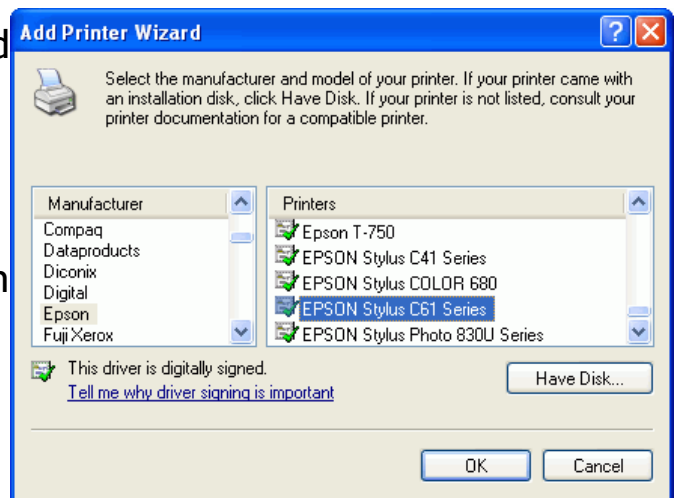 Add Printer Wizard
Select the manufacturer and model of your printer. If your printer came with
an installation disk, click Have Disk. If your printer is not listed, consult your
printer documentation for a compatible printer.
Manufacturer
Compaq
Dataproducts
Diconix
Digital
Epson
Fuji Xerox
Printers
Epson T-750
EPSON Stylus C41 Series
EPSON Stylus COLOR 680
EPSON Stylus C61 Series
EPSON Stylus Photo 830U Series
This driver is digitally signed.
Tell me why driver signing is important
Have Disk...
OK
Cancel